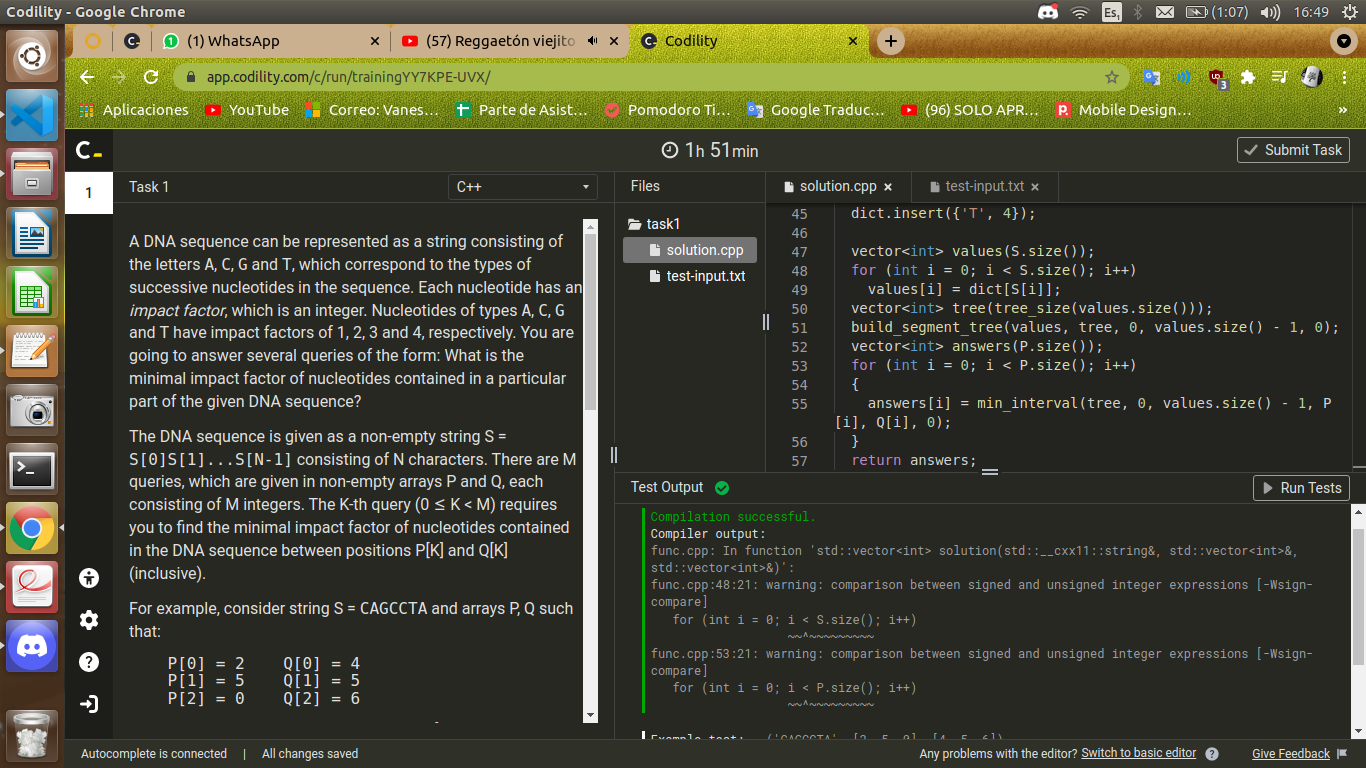 Codility - Google Chrome
Es1
(1:07)
16:49
C-
(1) WhatsApp
(57) Reggaetón viejito
Codility
app.codility.com/c/run/trainingYY7KPE-UVX/
3
Aplicaciones
YouTube
Correo: Vanes...
Parte de Asist...
Pomodoro Ti...
Google Traduc...
(96) SOLO APR...
Mobile Design...
»
C-
1h 51min
Submit Task
1
Task 1
C++
Files
solution.cpp
test-input.txt
A DNA sequence can be represented as a string consisting of
the letters A, C, G and T, which correspond to the types of
successive nucleotides in the sequence. Each nucleotide has an
impact factor, which is an integer. Nucleotides of types A, C, G
and T have impact factors of 1, 2, 3 and 4, respectively. You are
going to answer several queries of the form: What is the
minimal impact factor of nucleotides contained in a particular
part of the given DNA sequence?
The DNA sequence is given as a non-empty string S =
S[0]S[1]...S[N-1] consisting of N characters. There are M
queries, which are given in non-empty arrays P and Q, each
consisting of M integers. The K-th query (0 ≤ K < M) requires
you to find the minimal impact factor of nucleotides contained
in the DNA sequence between positions P[K] and Q[K]
(inclusive).
For example, consider string S = CAGCCTA and arrays P, Q such
that:
P[0] = 2 Q[0] = 4
P[1] = 5 Q[1] = 5
P[2] = 0 Q[2] = 6
task1
solution.cpp
test-input.txt
45 dict.insert({'T', 4});
46
47 vector<int> values(S.size());
48 for (int i = 0; i < S.size(); i++)
49 values[i] = dict[S[i]];
50 vector<int> tree(tree_size(values.size()));
51 build_segment_tree(values, tree, 0, values.size() - 1, 0);
52 vector<int> answers(P.size());
53 for (int i = 0; i < P.size(); i++)
54 {
55 answers[i] = min_interval(tree, 0, values.size() - 1, P
[i], Q[i], 0);
56 }
57 return answers;
Test Output
Run Tests
Compilation successful.
Compiler output:
func.cpp: In function 'std::vector<int> solution(std::__cxx11::string&, std::vector<int>&,
std::vector<int>&)':
func.cpp:48:21: warning: comparison between signed and unsigned integer expressions [-Wsign-
compare]
for (int i = 0; i < S.size(); i++)
~~^~~~~~~~~~
func.cpp:53:21: warning: comparison between signed and unsigned integer expressions [-Wsign-
compare]
for (int i = 0; i < P.size(); i++)
~~^~~~~~~~~~
Example test: ('CAGCCTA', [2, 5, 0], [4, 5, 6])
Autocomplete is connected | All changes saved
Any problems with the editor? Switch to basic editor ?
Give Feedback